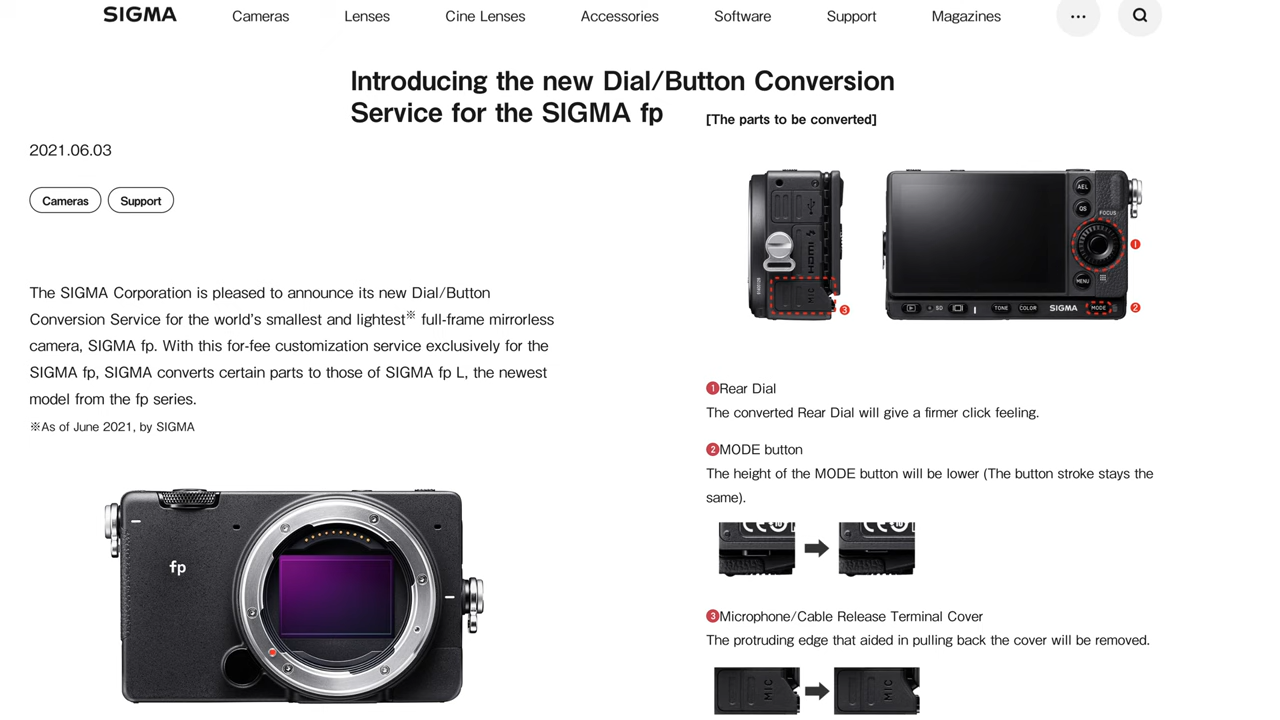 SIGMA
Cameras
Lenses
Cine Lenses
Accessories
Software
Support
Magazines
Introducing the new Dial/Button Conversion
Service for the SIGMA fp
2021.06.03
Cameras
Support
The SIGMA Corporation is pleased to announce its new Dial/Button
Conversion Service for the world's smallest and lightest※ full-frame mirrorless
camera, SIGMA fp. With this for-fee customization service exclusively for the
SIGMA fp, SIGMA converts certain parts to those of SIGMA fp L, the newest
model from the fp series.
※As of June 2021, by SIGMA
fp
[The parts to be converted]
HDMI
MIC
3
AEL
QS
FOCUS
MENU
SD
TONE
COLOR
SIGMA
MODE
1
2
1Rear Dial
The converted Rear Dial will give a firmer click feeling.
2MODE button
The height of the MODE button will be lower (The button stroke stays the
same).
3Microphone/Cable Release Terminal Cover
The protruding edge that aided in pulling back the cover will be removed.
MIC
MIC